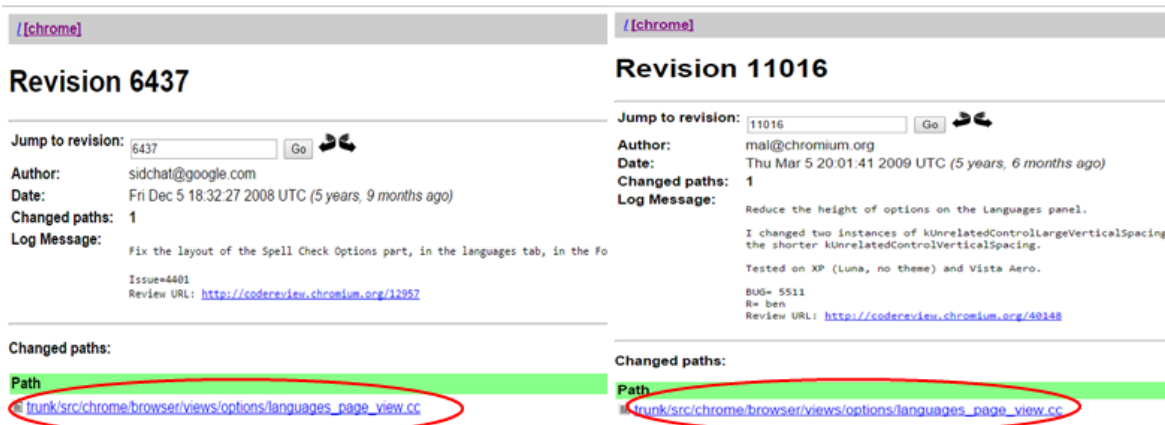 /[chrome]
Revision 6437
Jump to revision: 6437 Go
Author: sidchat@google.com
Date: Fri Dec 5 18:32:27 2008 UTC (5 years, 9 months ago)
Changed paths: 1
Log Message:
Fix the layout of the Spell Check Options part, in the languages tab, in the Fo
Issue=4401
Review URL: http://codereview.chromium.org/12957
Changed paths:
Path
trunk/src/chrome/browser/views/options/languages_page_view.cc
/[chrome]
Revision 11016
Jump to revision: 11016 Go
Author: mal@chromium.org
Date: Thu Mar 5 20:01:41 2009 UTC (5 years, 6 months ago)
Changed paths: 1
Log Message:
Reduce the height of options on the Languages panel.
I changed two instances of kUnrelatedControlLargeVerticalSpacing
the shorter kUnrelatedControlVerticalSpacing.
Tested on XP (Luna, no theme) and Vista Aero.
BUG= 5511
R= ben
Review URL: http://codereview.chromium.org/40148
Changed paths:
Path
trunk/src/chrome/browser/views/options/languages_page_view.cc